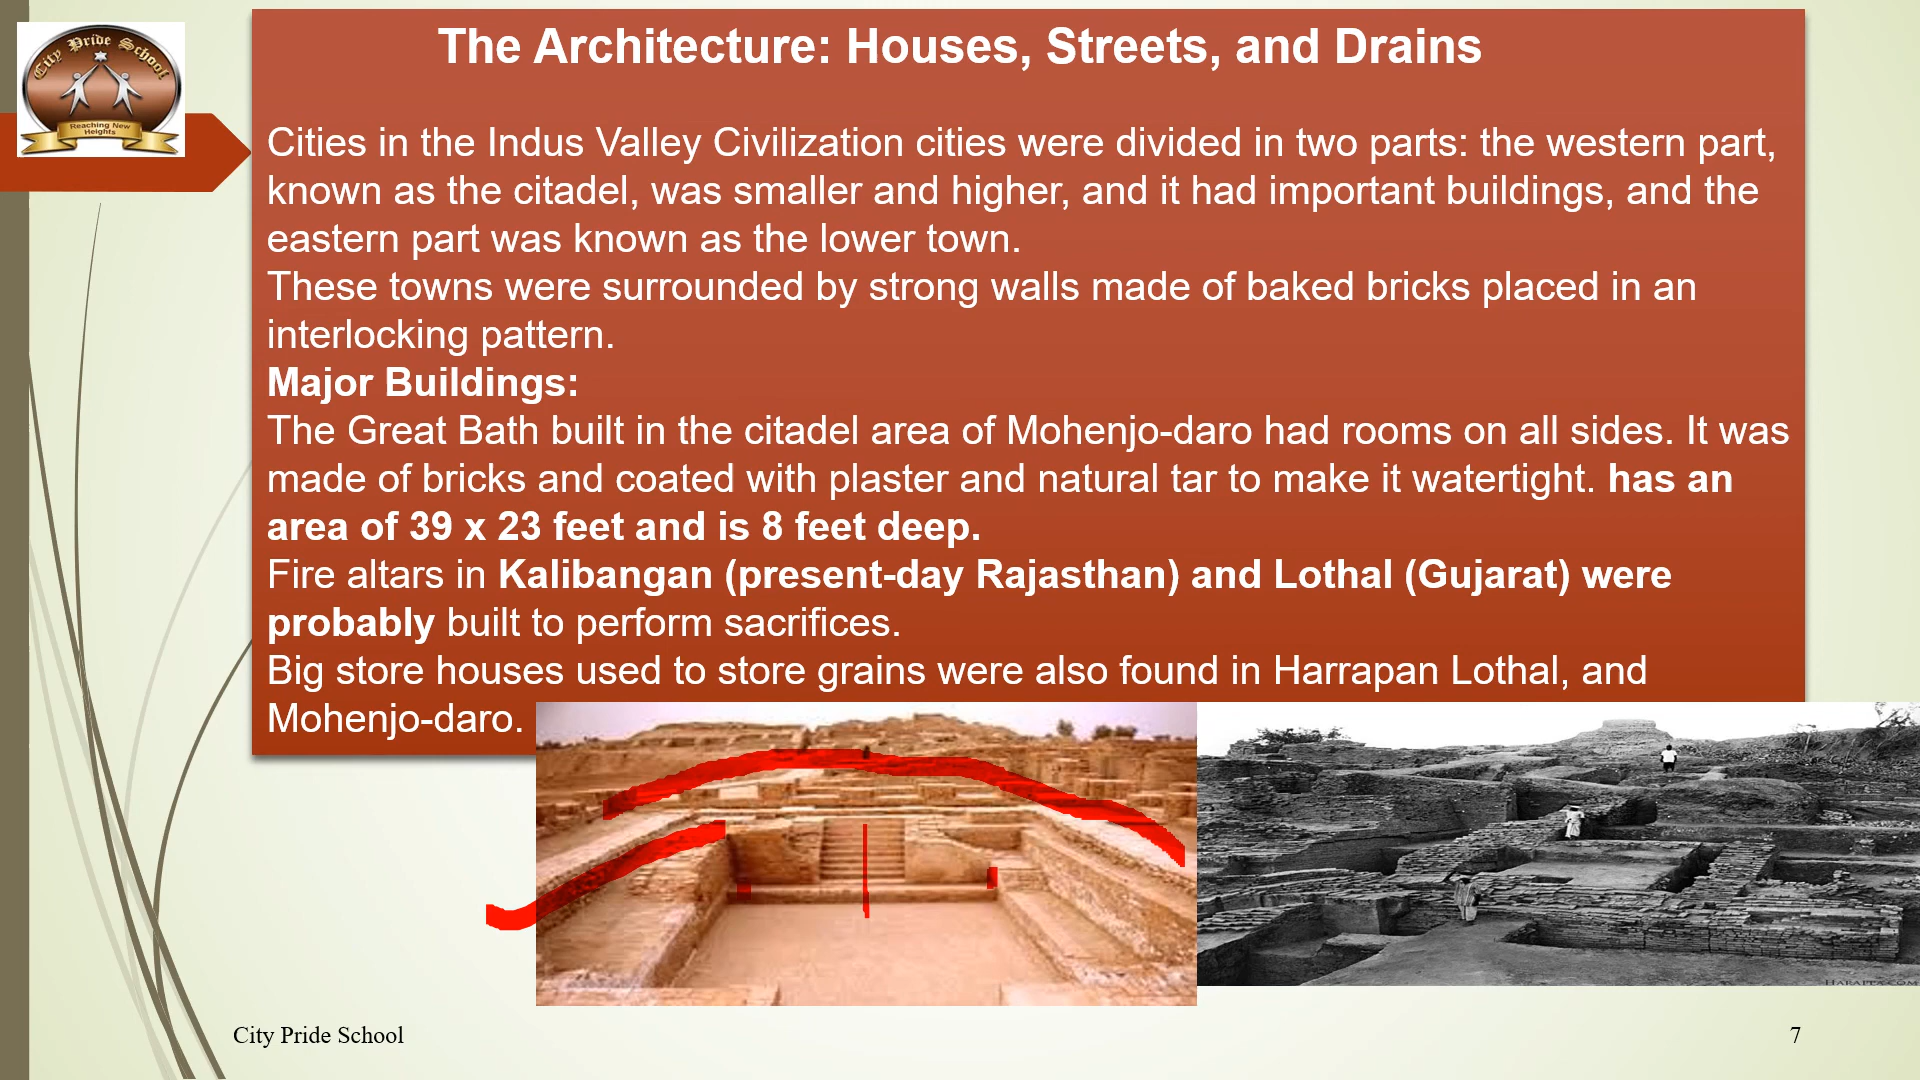 City Pride School
Reaching New
Heights
The Architecture: Houses, Streets, and Drains
Cities in the Indus Valley Civilization cities were divided in two parts: the western part,
known as the citadel, was smaller and higher, and it had important buildings, and the
eastern part was known as the lower town.
These towns were surrounded by strong walls made of baked bricks placed in an
interlocking pattern.
Major Buildings:
The Great Bath built in the citadel area of Mohenjo-daro had rooms on all sides. It was
made of bricks and coated with plaster and natural tar to make it watertight. has an
area of 39 x 23 feet and is 8 feet deep.
Fire altars in Kalibangan (present-day Rajasthan) and Lothal (Gujarat) were
probably built to perform sacrifices.
Big store houses used to store grains were also found in Harrapan Lothal, and
Mohenjo-daro.
HARAPPA.COM
City Pride School
7